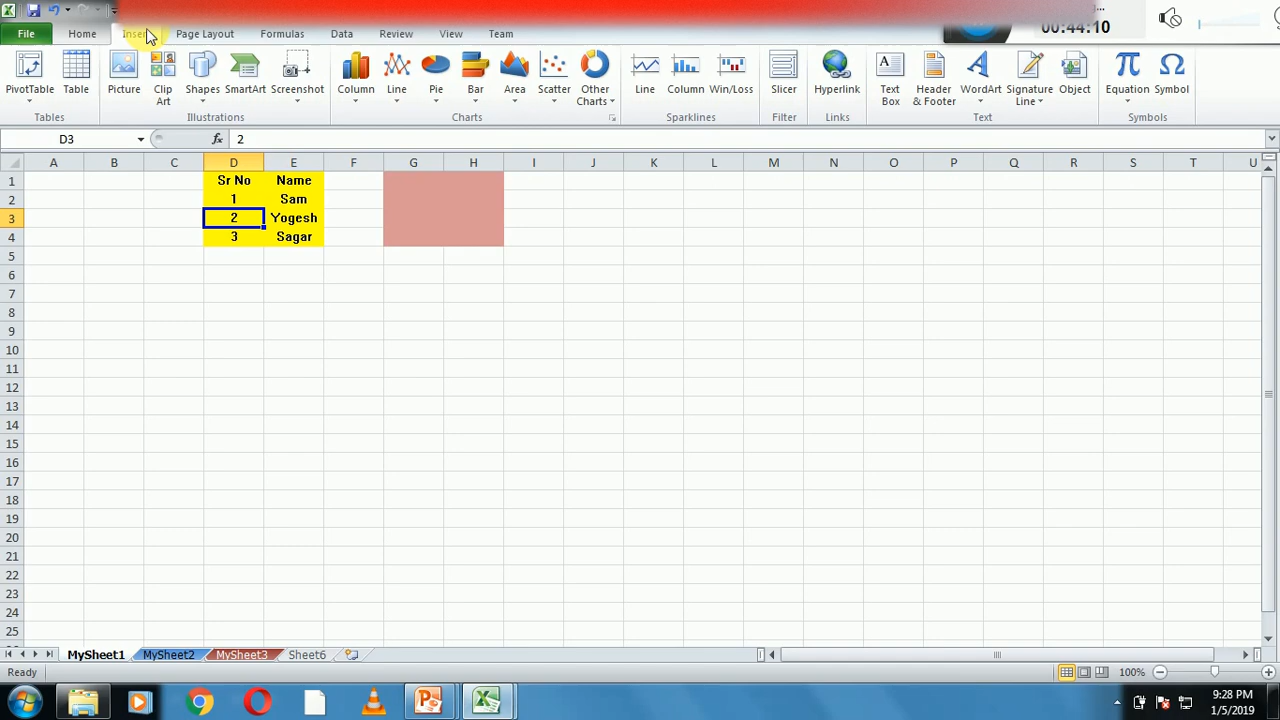 00:44:10
File Home Insert Page Layout Formulas Data Review View Team
PivotTable Table Picture Clip Art Shapes SmartArt Screenshot Column Line Pie Bar Area Scatter Other Charts Line Column Win/Loss Slicer Hyperlink Text Box Header & Footer WordArt Signature Line Object Equation Symbol
Tables Illustrations Charts Sparklines Filter Links Text Symbols
D3 fx 2
A B C D E F G H I J K L M N O P Q R S T U
1 Sr No Name
2 1 Sam
3 2 Yogesh
4 3 Sagar
5
6
7
8
9
10
11
12
13
14
15
16
17
18
19
20
21
22
23
24
25
MySheet1 MySheet2 MySheet3 Sheet6
Ready 100%
9:28 PM
1/5/2019